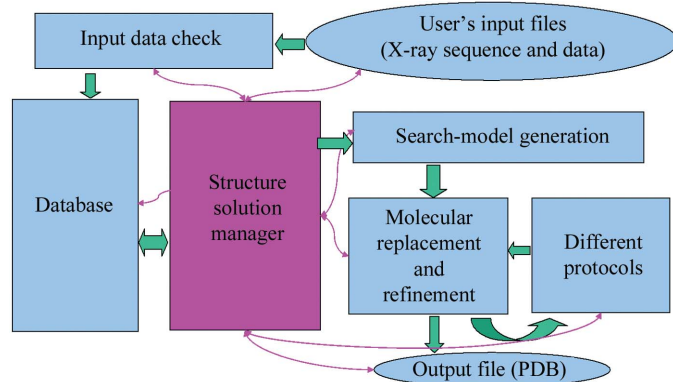 User's input files
(X-ray sequence and data)
Input data check
Search-model generation
Database
Structure
solution
manager
Molecular
replacement
and
refinement
Different
protocols
Output file (PDB)